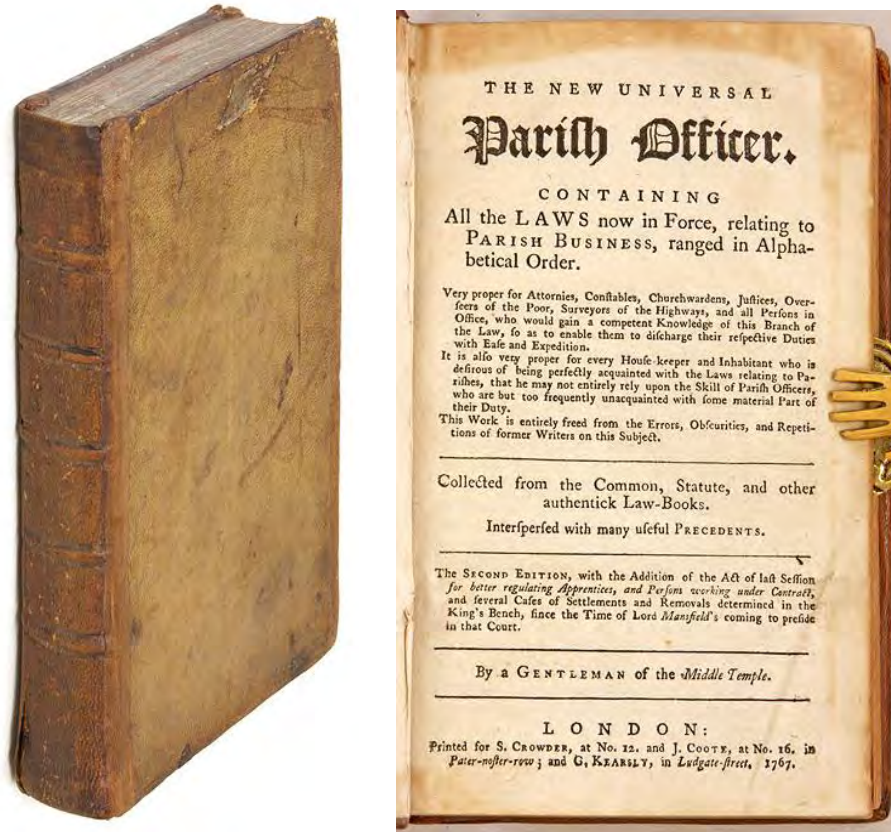 THE NEW UNIVERSAL
Pariſh Officer.
CONTAINING
All the LAWS now in Force, relating to
PARISH BUSINESS, ranged in Alpha-
betical Order.
Very proper for Attornies, Conſtables, Churchwardens, Juſtices, Over-
ſeers of the Poor, Surveyors of the Highways, and all Perſons in
Office, who would gain a competent Knowledge of this Branch of
the Law, ſo as to enable them to diſcharge their reſpective Duties
with Eaſe and Expedition.
It is alſo very proper for every Houſe-keeper and Inhabitant who is
deſirous of being perfectly acquainted with the Laws relating to Pa-
riſhes, that he may not entirely rely upon the Skill of Pariſh Officers,
who are but too frequently unacquainted with ſome material Part of
their Duty.
This Work is entirely freed from the Errors, Obſcurities, and Repeti-
tions of former Writers on this Subject.
Collected from the Common, Statute, and other
authentick Law-Books.
Interſperſed with many uſeful PRECEDENTS.
The SECOND EDITION, with the Addition of the Act of laſt Seſſion
for better regulating Apprentices, and Perſons working under Contract,
and ſeveral Caſes of Settlements and Removals determined in the
King's Bench, ſince the Time of Lord Mansfield's coming to preſide
in that Court.
By a GENTLEMAN of the Middle Temple.
LONDON:
Printed for S. CROWDER, at No. 12. and J. COOTE, at No. 16. in
Pater-noſter-row; and G. KEARSLY, in Ludgate-ſtreet, 1767.